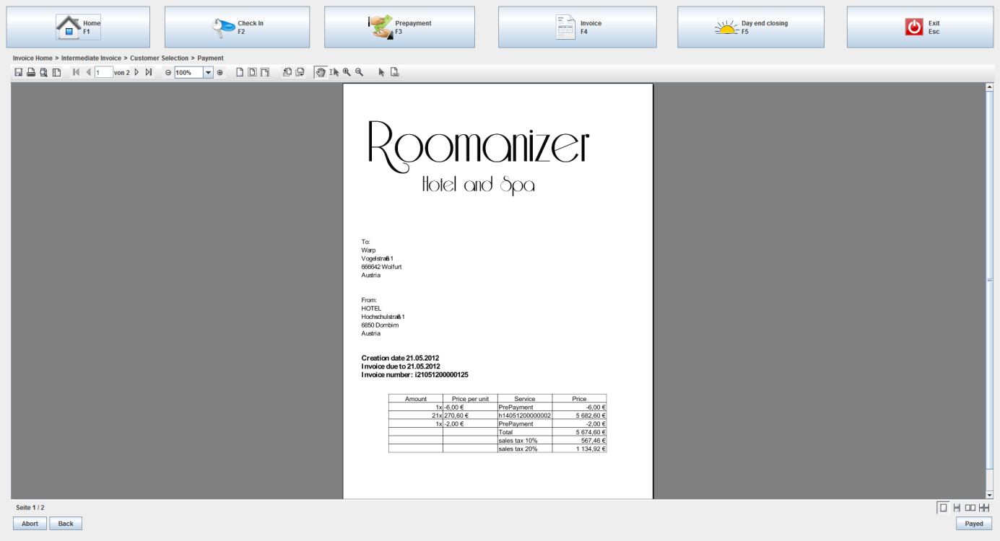 Home
F1
Check In
F2
Prepayment
F3
Invoice
F4
Day end closing
F5
Exit
Esc
Invoice Home > Intermediate Invoice > Customer Selection > Payment
1 von 2 100%
Roomanizer
Hotel and Spa
To:
Warp
Vogelstraß 1
666642 Wolfurt
Austria
From:
HOTEL
Hochschulstraß 1
6850 Dornbirn
Austria
Creation date 21.05.2012
Invoice due to 21.05.2012
Invoice number: i21051200000125
Amount Price per unit Service Price
1x -6,00 € PrePayment -6,00 €
21x 270,60 € h14051200000002 5 682,60 €
1x -2,00 € PrePayment -2,00 €
Total 5 674,60 €
sales tax 10% 567,46 €
sales tax 20% 1 134,92 €
Seite 1 / 2
Abort Back Payed